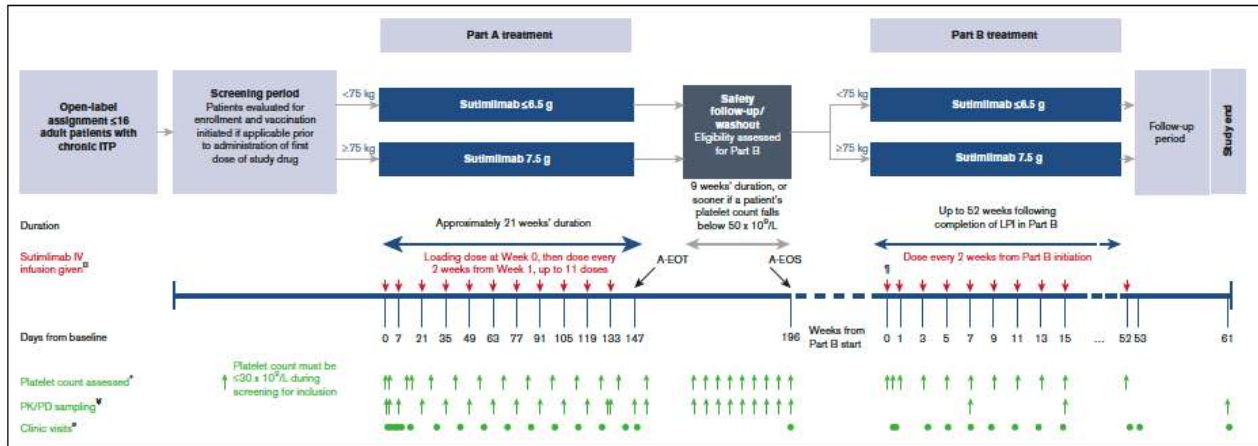 Part A treatment
Part B treatment
Open-label
assignment ≤16
adult patients with
chronic ITP
Screening period
Patients evaluated for
enrollment and vaccination
initiated if applicable prior
to administration of first
dose of study drug
<75 kg
≥75 kg
Sutimlimab ≤6.5 g
Sutimlimab 7.5 g
Safety
follow-up/
washout
Eligibility assessed
for Part B
<75 kg
≥75 kg
Sutimlimab ≤6.5 g
Sutimlimab 7.5 g
Follow-up
period
Study end
9 weeks' duration, or
sooner if a patient's
platelet count falls
below 50 x 10⁹/L
Duration
Approximately 21 weeks' duration
Up to 52 weeks following
completion of LPI in Part B
Sutimlimab IV
infusion given
Loading dose at Week 0, then dose every
2 weeks from Week 1, up to 11 doses
A-EOT
A-EOS
Dose every 2 weeks from Part B initiation
¶
Days from baseline
0 7 21 35 49 63 77 91 105 119 133 147
196
Weeks from
Part B start
0 1 3 5 7 9 11 13 15 ... 52 53 61
Platelet count assessed*
Platelet count must be
≤30 x 10⁹/L during
screening for inclusion
PK/PD sampling
Clinic visits